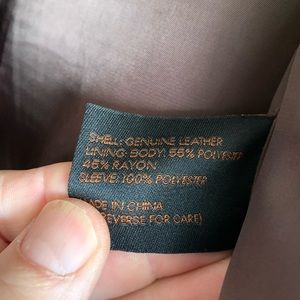 SHELL: GENUINE LEATHER
LINING: BODY: 55% POLYESTER
45% RAYON
SLEEVE: 100% POLYESTER
MADE IN CHINA
REVERSE FOR CARE)